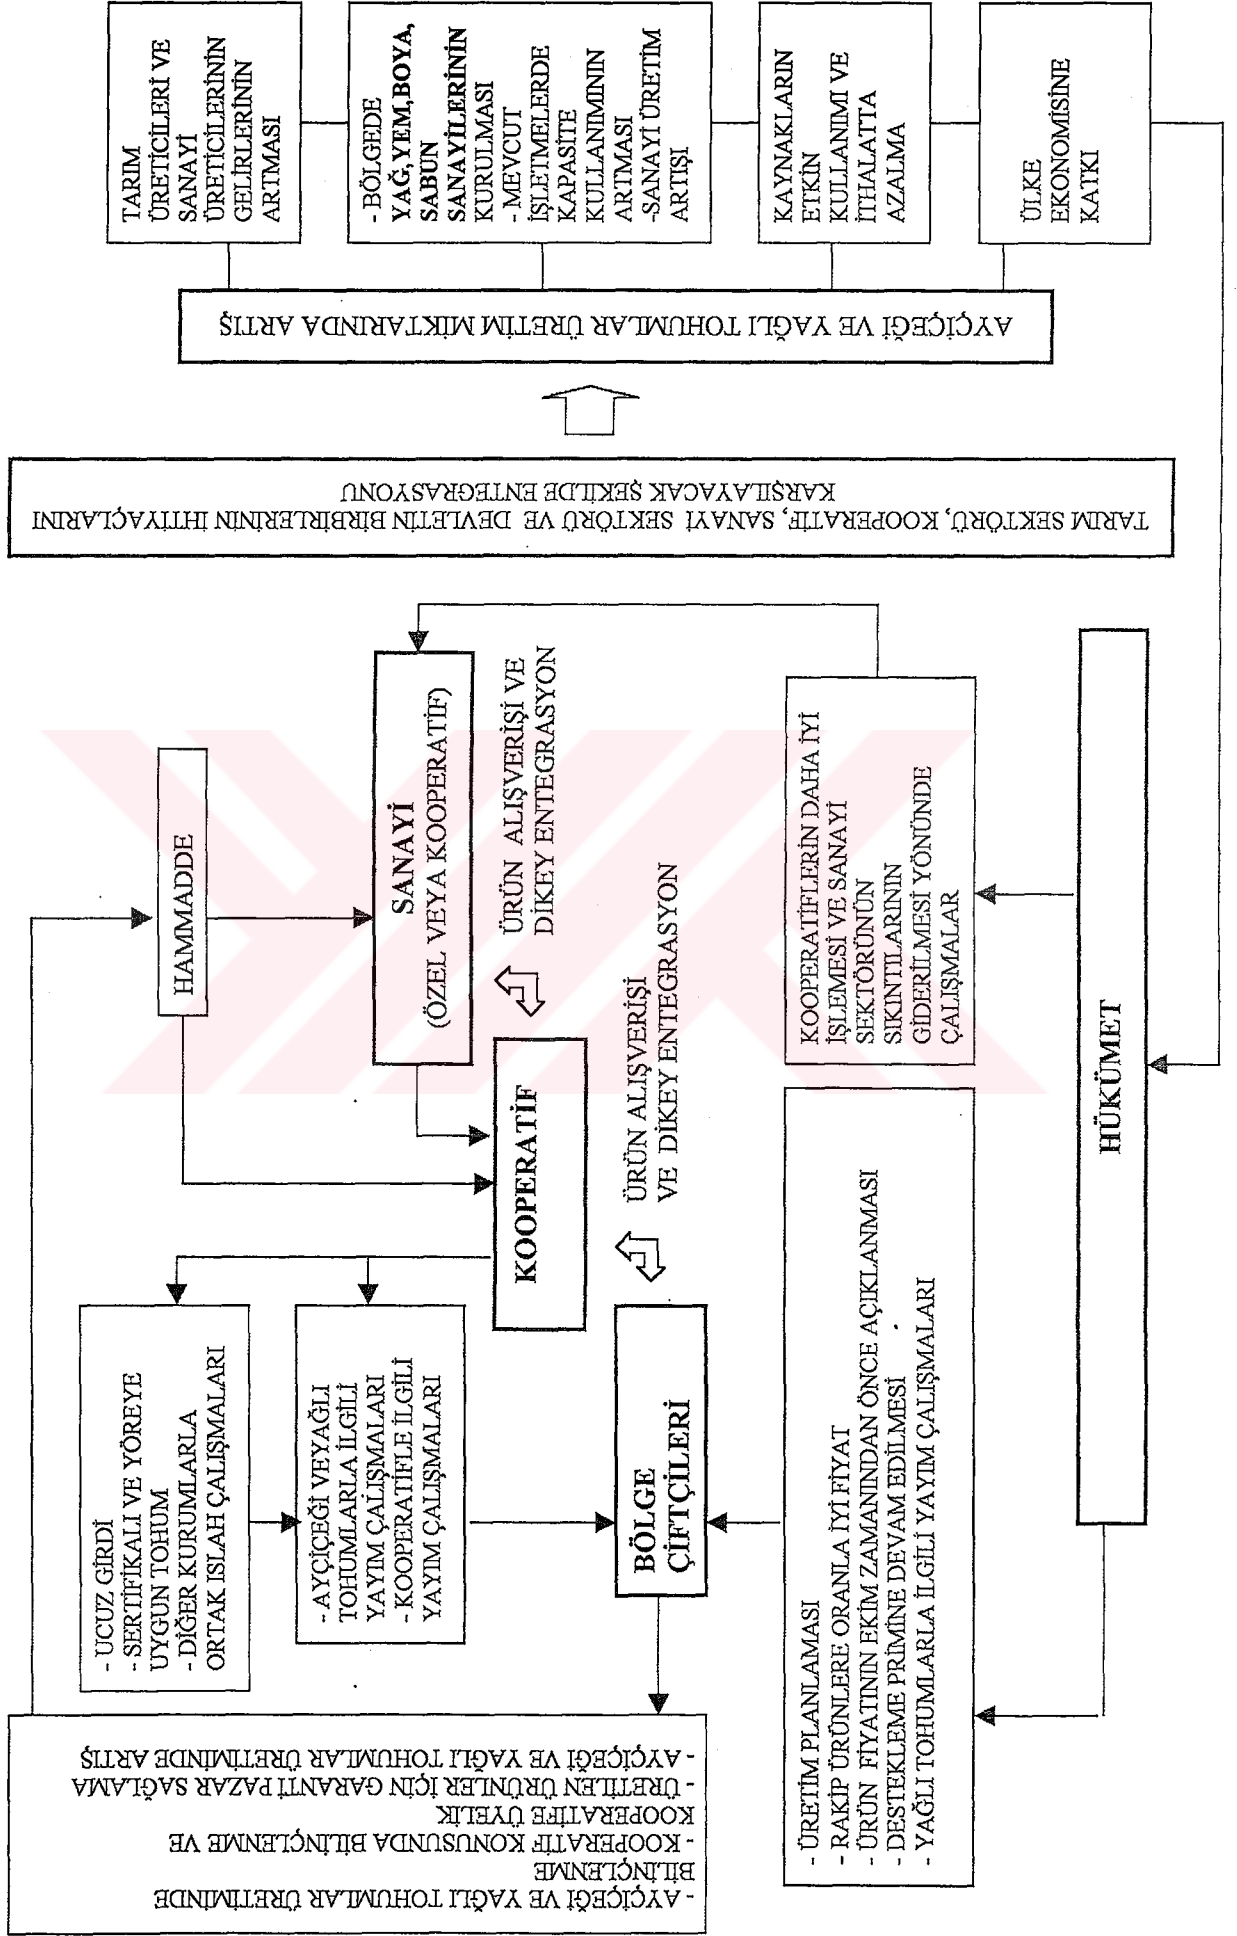 - AYÇİÇEĞİ VE YAĞLI TOHUMLAR ÜRETİMİNDE
BİLİNÇLENME
- KOOPERATİF KONUSUNDA BİLİNÇLENME VE
KOOPERATİFE ÜYELİK
- ÜRETİLEN ÜRÜNLER İÇİN GARANTİ PAZAR SAĞLAMA
- AYÇİÇEĞİ VE YAĞLI TOHUMLAR ÜRETİMİNDE ARTIŞ
- UCUZ GİRDİ
- SERTİFİKALI VE YÖREYE
UYGUN TOHUM
- DİĞER KURUMLARLA
ORTAK ISLAH ÇALIŞMALARI
- AYÇİÇEĞİ VEYAĞLI
TOHUMLARLA İLGİLİ
YAYIM ÇALIŞMALARI
- KOOPERATİFLE İLGİLİ
YAYIM ÇALIŞMALARI
BÖLGE
ÇİFTÇİLERİ
- ÜRETİM PLANLAMASI
- RAKİP ÜRÜNLERE ORANLA İYİ FİYAT
- ÜRÜN FİYATININ EKİM ZAMANINDAN ÖNCE AÇIKLANMASI
- DESTEKLEME PRİMİNE DEVAM EDİLMESİ
- YAĞLI TOHUMLARLA İLGİLİ YAYIM ÇALIŞMALARI
HAMMADDE
SANAYİ
(ÖZEL VEYA KOOPERATİF)
KOOPERATİF
ÜRÜN ALIŞVERİŞİ VE
DİKEY ENTEGRASYON
ÜRÜN ALIŞVERİŞİ
VE DİKEY ENTEGRASYON
KOOPERATİFLERİN DAHA İYİ
İŞLEMESİ VE SANAYİ
SEKTÖRÜNÜN
SIKINTILARININ
GİDERİLMESİ YÖNÜNDE
ÇALIŞMALAR
HÜKÜMET
TARIM SEKTÖRÜ, KOOPERATİF, SANAYİ SEKTÖRÜ VE DEVLETİN BİRBİRLERİNİN İHTİYAÇLARINI
KARŞILAYACAK ŞEKİLDE ENTEGRASYONU
AYÇİÇEĞİ VE YAĞLI TOHUMLAR ÜRETİM MİKTARINDA ARTIŞ
TARIM
ÜRETİCİLERİ VE
SANAYİ
ÜRETİCİLERİNİN
GELİRLERİNİN
ARTMASI
- BÖLGEDE
YAĞ,YEM,BOYA,
SABUN
SANAYİLERİNİN
KURULMASI
- MEVCUT
İŞLETMELERDE
KAPASİTE
KULLANIMININ
ARTMASI
-SANAYİ ÜRETİM
ARTIŞI
KAYNAKLARIN
ETKİN
KULLANIMI VE
İTHALATTA
AZALMA
ÜLKE
EKONOMİSİNE
KATKI